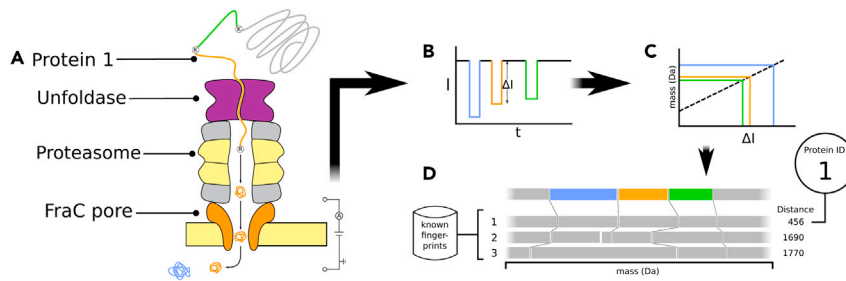 A
K
K
Protein 1
Unfoldase
Proteasome
FraC pore
R
A
B
I
ΔI
t
C
mass (Da)
ΔI
Protein ID
1
D
known
finger-
prints
1
2
3
Distance
456
1690
1770
mass (Da)